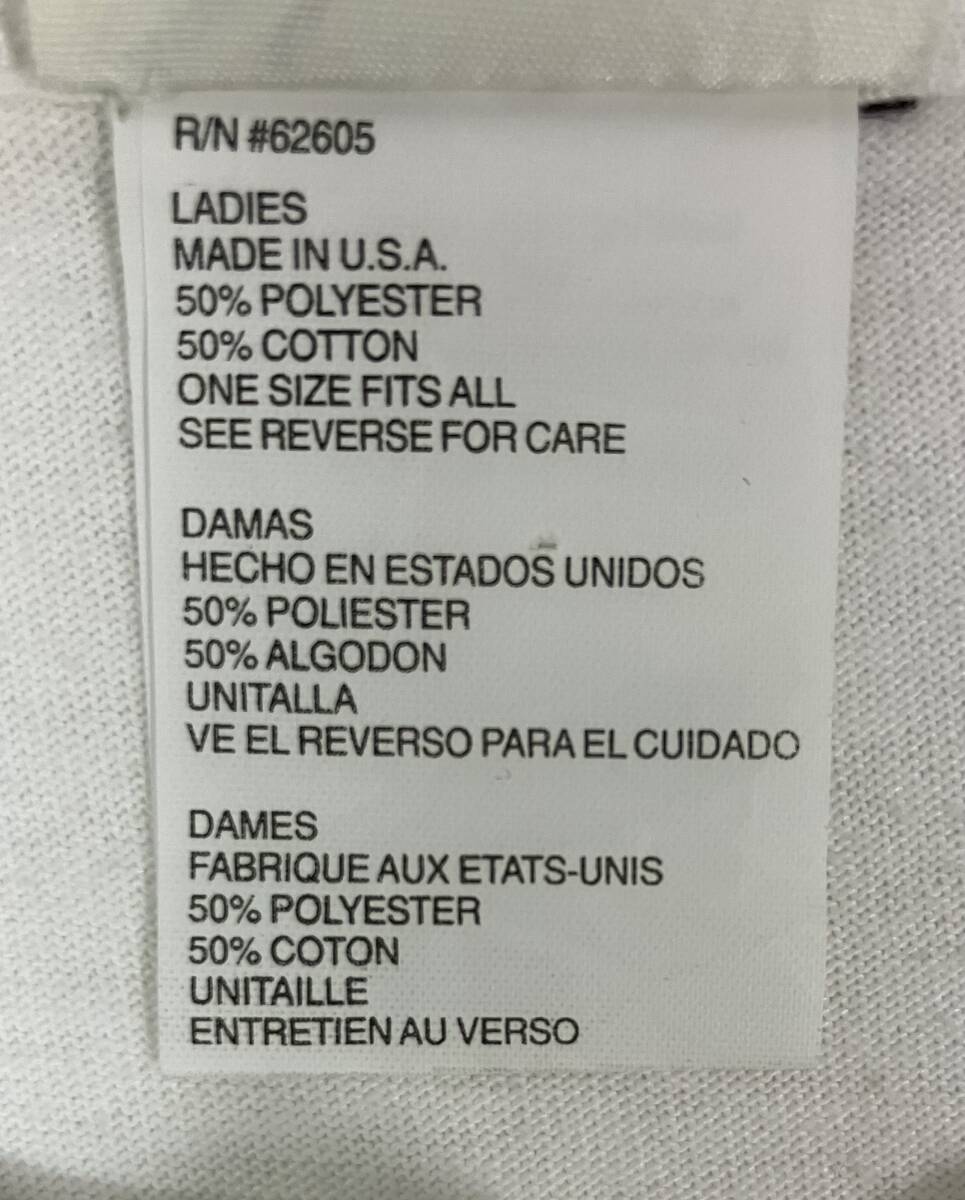 R/N #62605
LADIES
MADE IN U.S.A.
50% POLYESTER
50% COTTON
ONE SIZE FITS ALL
SEE REVERSE FOR CARE
DAMAS
HECHO EN ESTADOS UNIDOS
50% POLIESTER
50% ALGODON
UNITALLA
VE EL REVERSO PARA EL CUIDADO
DAMES
FABRIQUE AUX ETATS-UNIS
50% POLYESTER
50% COTON
UNITAILLE
ENTRETIEN AU VERSO